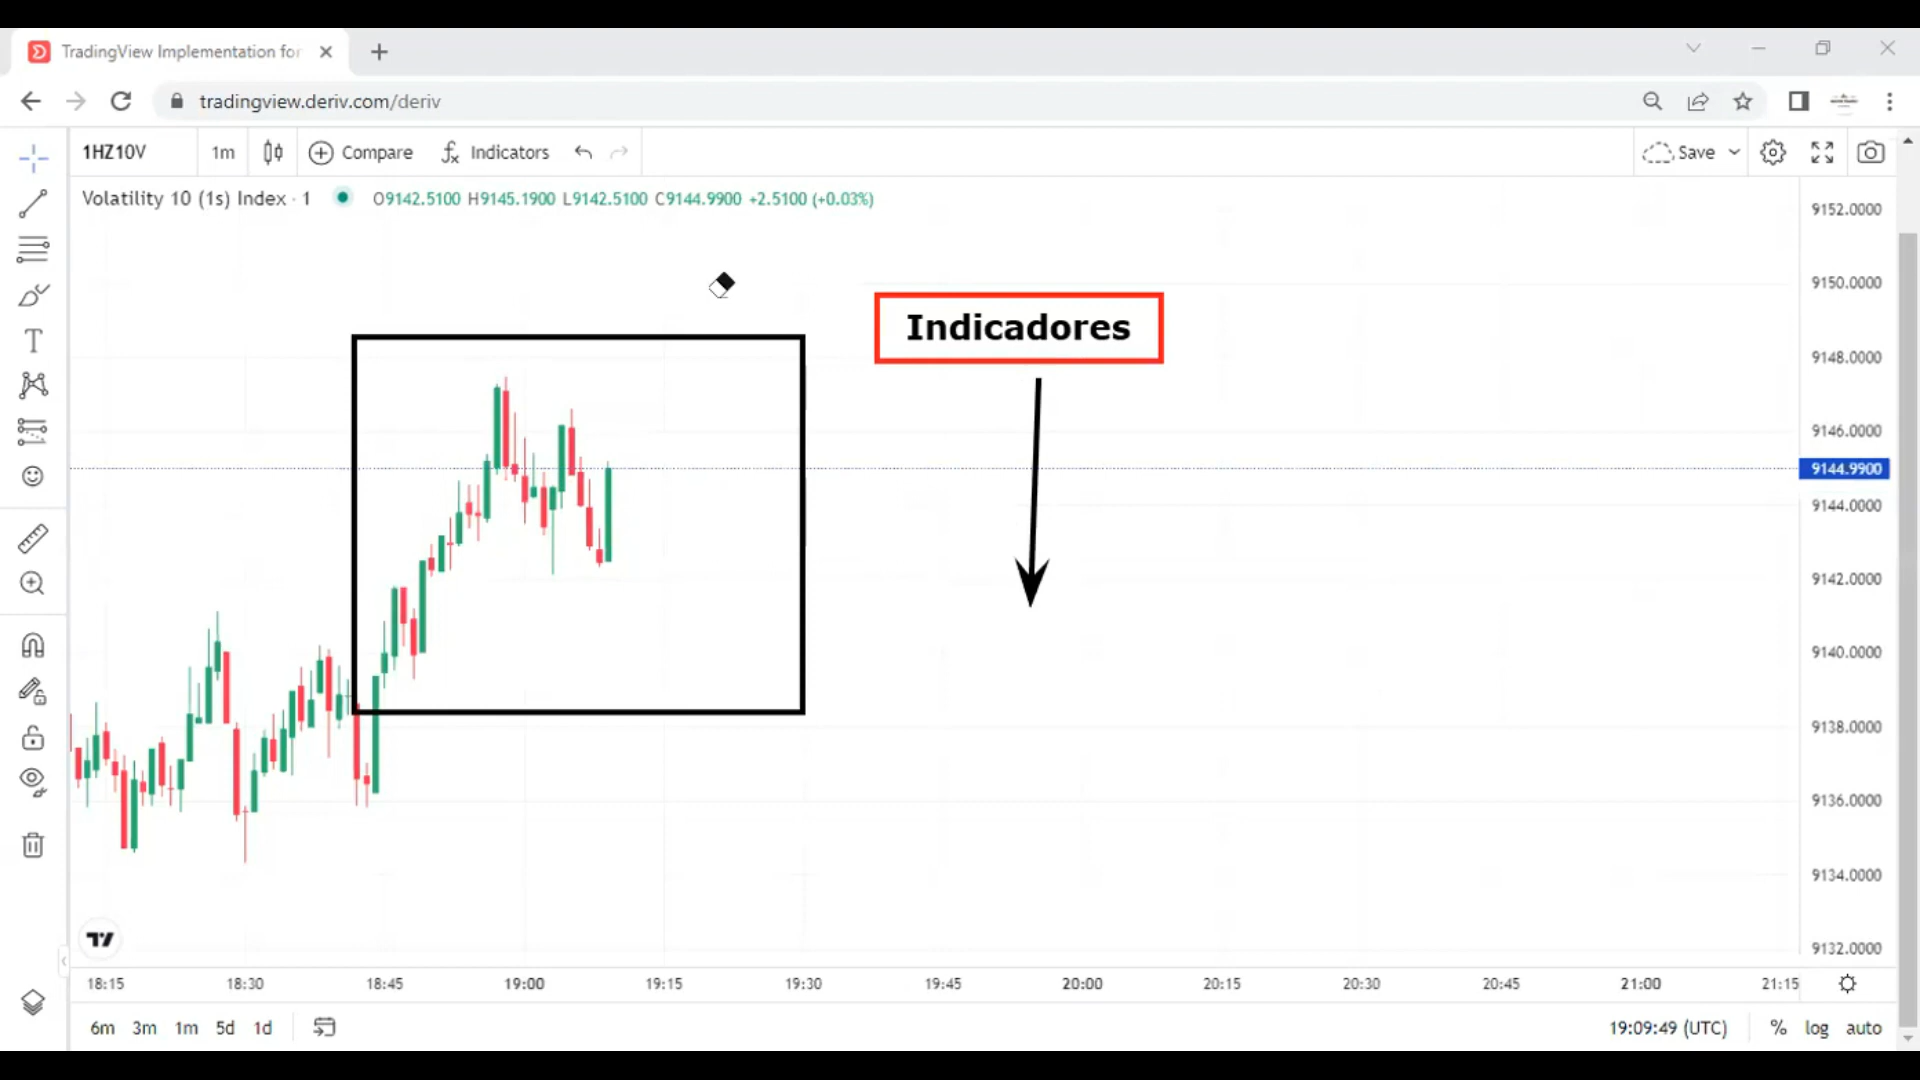 TradingView Implementation for
tradingview.deriv.com/deriv
1HZ10V 1m Compare Indicators Save
Volatility 10 (1s) Index · 1 O9142.5100 H9145.1900 L9142.5100 C9144.9900 +2.5100 (+0.03%)
Indicadores
9152.0000
9150.0000
9148.0000
9146.0000
9144.9900
9144.0000
9142.0000
9140.0000
9138.0000
9136.0000
9134.0000
9132.0000
18:15 18:30 18:45 19:00 19:15 19:30 19:45 20:00 20:15 20:30 20:45 21:00 21:15
6m 3m 1m 5d 1d 19:09:49 (UTC) % log auto